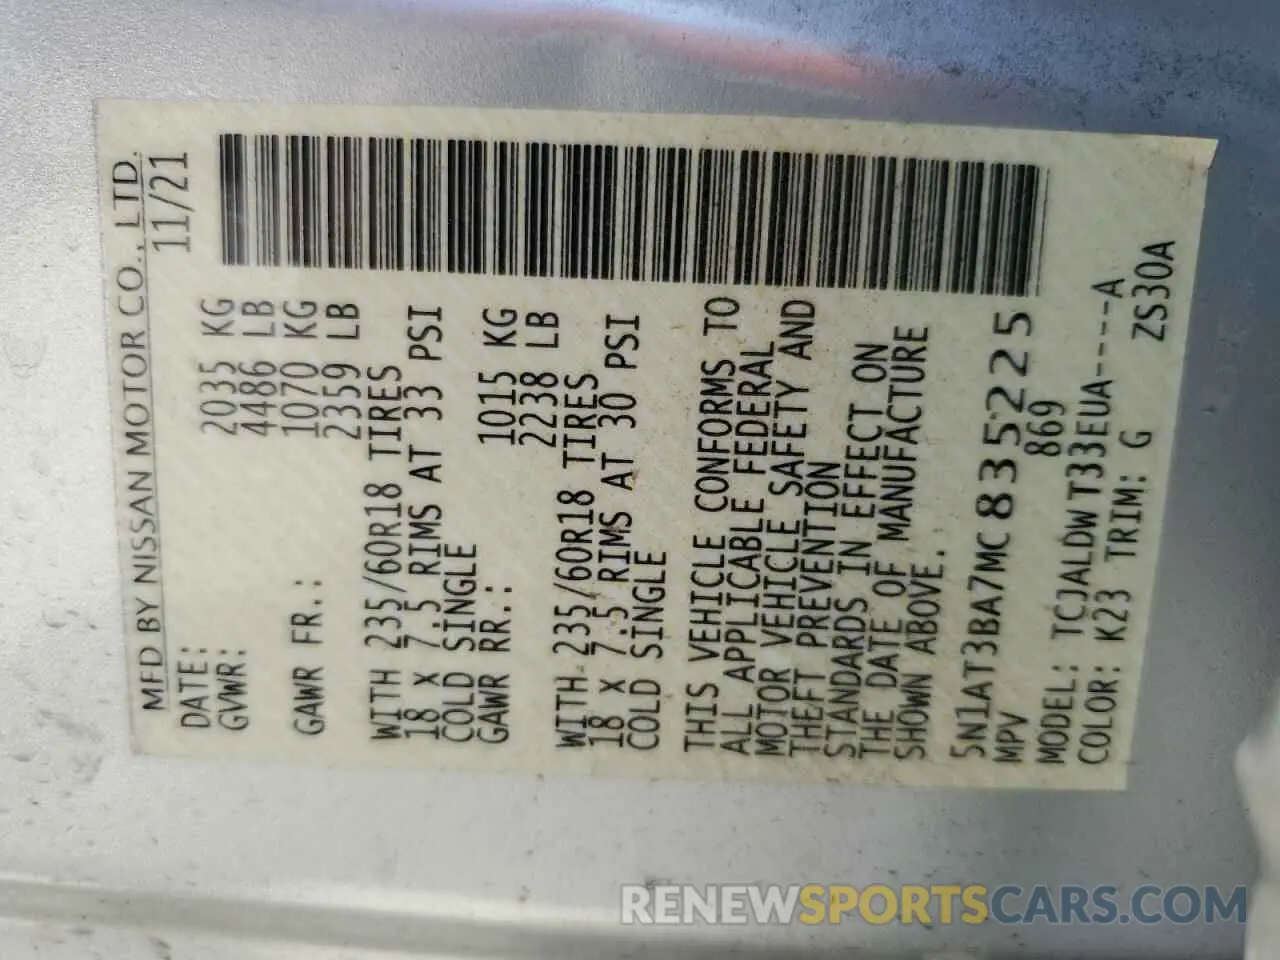 MFD BY NISSAN MOTOR CO., LTD.
DATE: 11/21
GVWR: 2035 KG
4486 LB
GAWR FR.: 1070 KG
2359 LB
WITH 235/60R18 TIRES
18 X 7.5 RIMS AT 33 PSI
COLD SINGLE
GAWR RR.: 1015 KG
2238 LB
WITH 235/60R18 TIRES
18 X 7.5 RIMS AT 30 PSI
COLD SINGLE
THIS VEHICLE CONFORMS TO
ALL APPLICABLE FEDERAL
MOTOR VEHICLE SAFETY AND
THEFT PREVENTION
STANDARDS IN EFFECT ON
THE DATE OF MANUFACTURE
SHOWN ABOVE.
5N1AT3BA7MC835225
MPV 869
MODEL: TCJALDWT33EUA----A
COLOR: K23 TRIM: G ZS30A
RENEWSPORTSCARS.COM